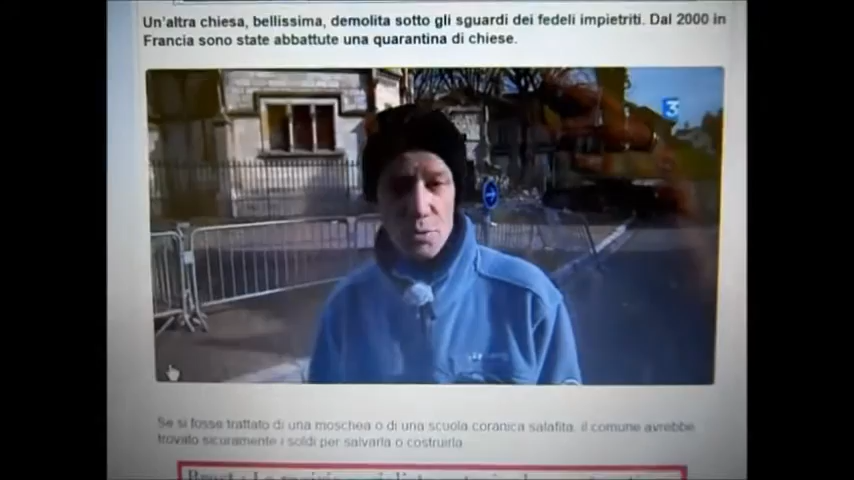 Un'altra chiesa, bellissima, demolita sotto gli sguardi dei fedeli impietriti. Dal 2000 in
Francia sono state abbattute una quarantina di chiese.
3
Se si fosse trattato di una moschea o di una scuola coranica salafita, il comune avrebbe
trovato sicuramente i soldi per salvarla o costruirla.